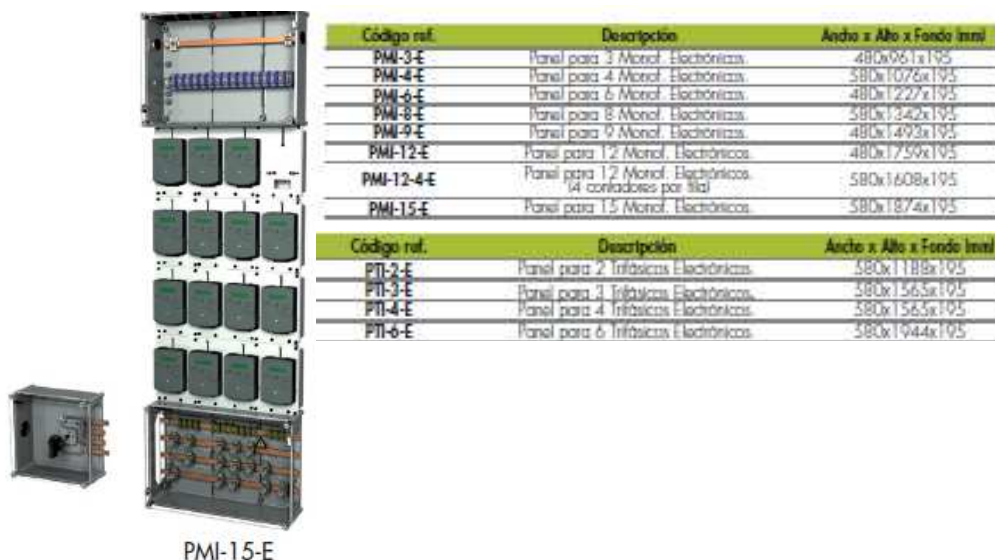 Código ref. Descripción Ancho x Alto x Fondo (mm)
PMI-3-E Panel para 3 Monof. Electrónicos. 480x961x195
PMI-4-E Panel para 4 Monof. Electrónicos. 580x1076x195
PMI-6-E Panel para 6 Monof. Electrónicos. 480x1227x195
PMI-8-E Panel para 8 Monof. Electrónicos. 580x1342x195
PMI-9-E Panel para 9 Monof. Electrónicos. 480x1493x195
PMI-12-E Panel para 12 Monof. Electrónicos. 480x1759x195
PMI-12-4-E Panel para 12 Monof. Electrónicos. 580x1608x195
(4 contadores por fila)
PMI-15-E Panel para 15 Monof. Electrónicos. 580x1874x195
Código ref. Descripción Ancho x Alto x Fondo (mm)
PTI-2-E Panel para 2 Trifásicos Electrónicos. 580x1188x195
PTI-3-E Panel para 3 Trifásicos Electrónicos. 580x1565x195
PTI-4-E Panel para 4 Trifásicos Electrónicos. 580x1565x195
PTI-6-E Panel para 6 Trifásicos Electrónicos. 580x1944x195
PMI-15-E